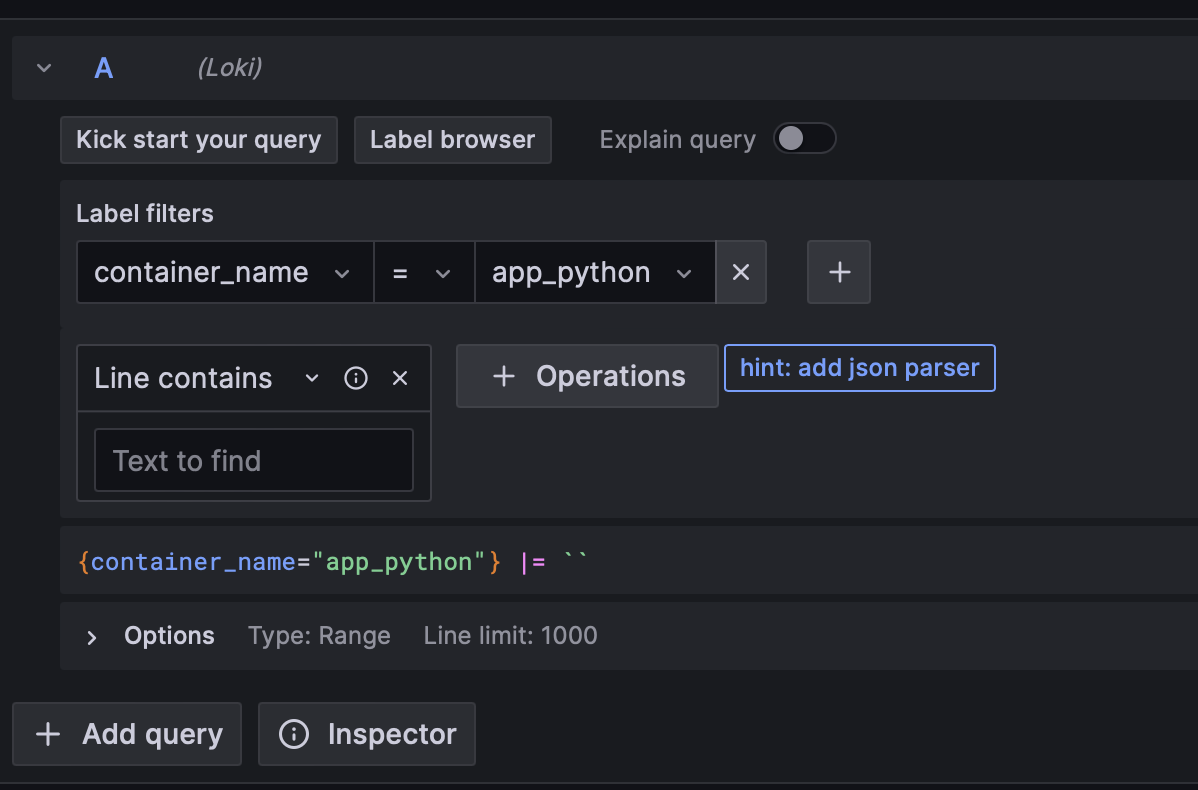 A (Loki)
Kick start your query Label browser Explain query
Label filters
container_name = app_python
Line contains + Operations hint: add json parser
Text to find
{container_name="app_python"} |= ``
Options Type: Range Line limit: 1000
+ Add query Inspector